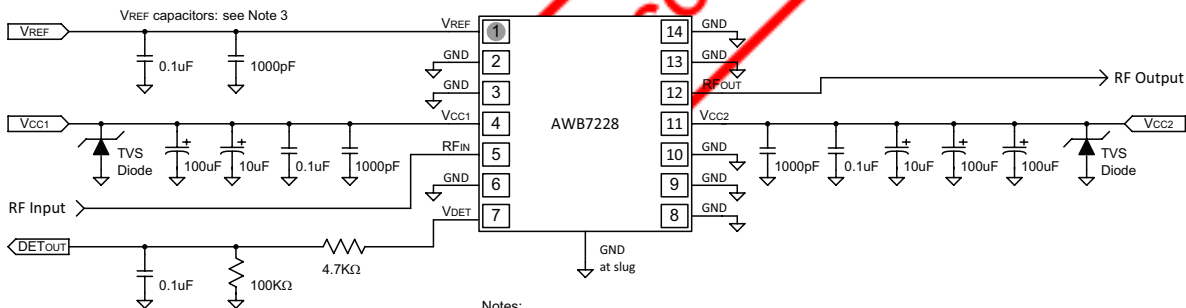 VREF capacitors: see Note 3
VREF
0.1uF
1000pF
VREF
1
GND
2
GND
3
VCC1
VCC1
4
TVS
Diode
100uF
10uF
0.1uF
1000pF
RFIN
5
GND
6
RF Input
VDET
7
DETOUT
0.1uF
100KΩ
4.7KΩ
AWB7228
14
GND
13
GND
12
RFOUT
RF Output
11
VCC2
VCC2
10
GND
9
GND
8
GND
1000pF
0.1uF
10uF
100uF
100uF
TVS
Diode
GND
at slug
Notes: